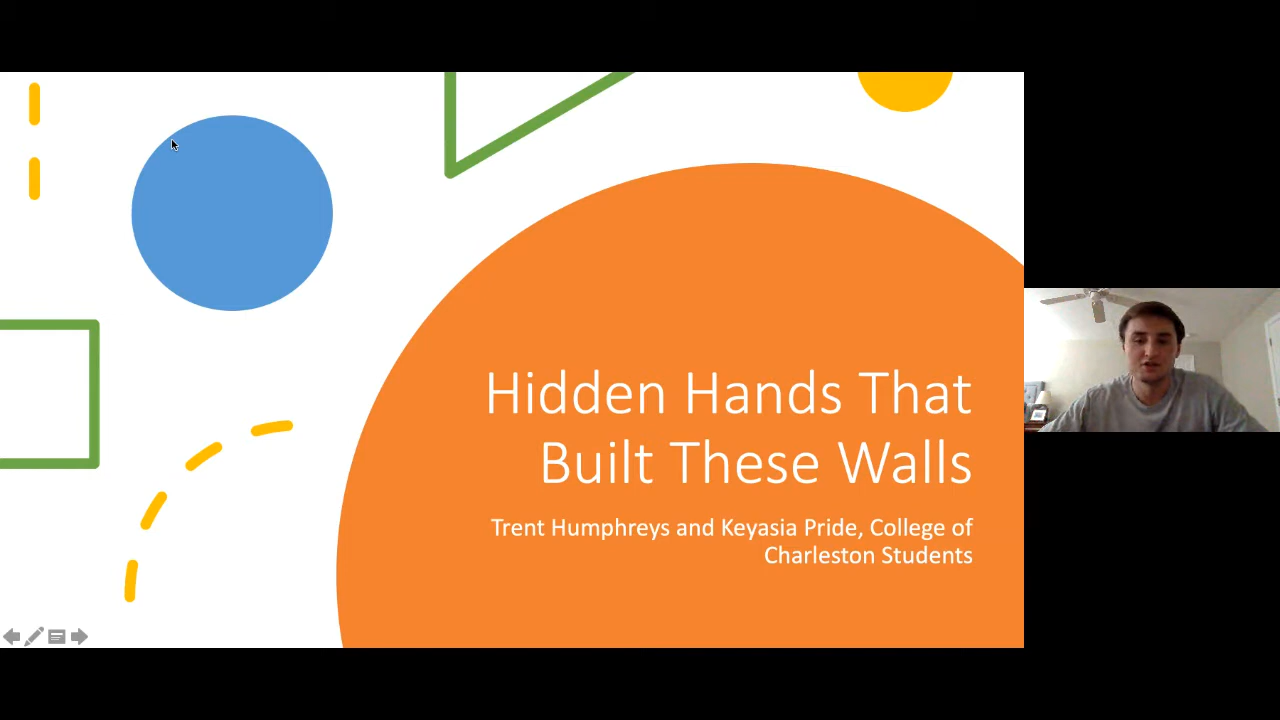 Hidden Hands That
Built These Walls
Trent Humphreys and Keyasia Pride, College of
Charleston Students